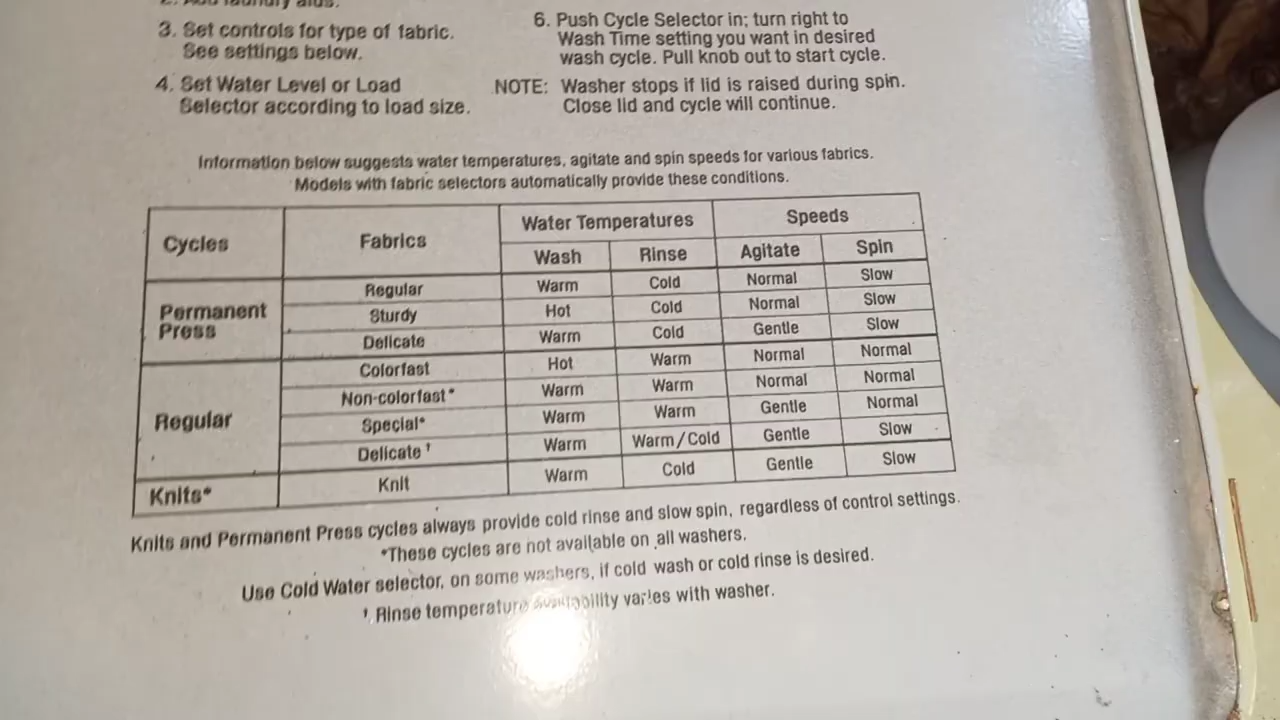 2. Add laundry aids.
3. Set controls for type of fabric.
See settings below.
4. Set Water Level or Load
Selector according to load size.
6. Push Cycle Selector in; turn right to
Wash Time setting you want in desired
wash cycle. Pull knob out to start cycle.
NOTE: Washer stops if lid is raised during spin.
Close lid and cycle will continue.
Information below suggests water temperatures, agitate and spin speeds for various fabrics.
Models with fabric selectors automatically provide these conditions.
Cycles Fabrics Water Temperatures Speeds
Wash Rinse Agitate Spin
Permanent Press
Regular Warm Cold Normal Slow
Sturdy Hot Cold Normal Slow
Delicate Warm Cold Gentle Slow
Regular
Colorfast Hot Warm Normal Normal
Non-colorfast* Warm Warm Normal Normal
Special* Warm Warm Gentle Normal
Delicate † Warm Warm/Cold Gentle Slow
Knits* Knit Warm Cold Gentle Slow
Knits and Permanent Press cycles always provide cold rinse and slow spin, regardless of control settings.
*These cycles are not available on all washers.
Use Cold Water selector, on some washers, if cold wash or cold rinse is desired.
† Rinse temperature availability varies with washer.